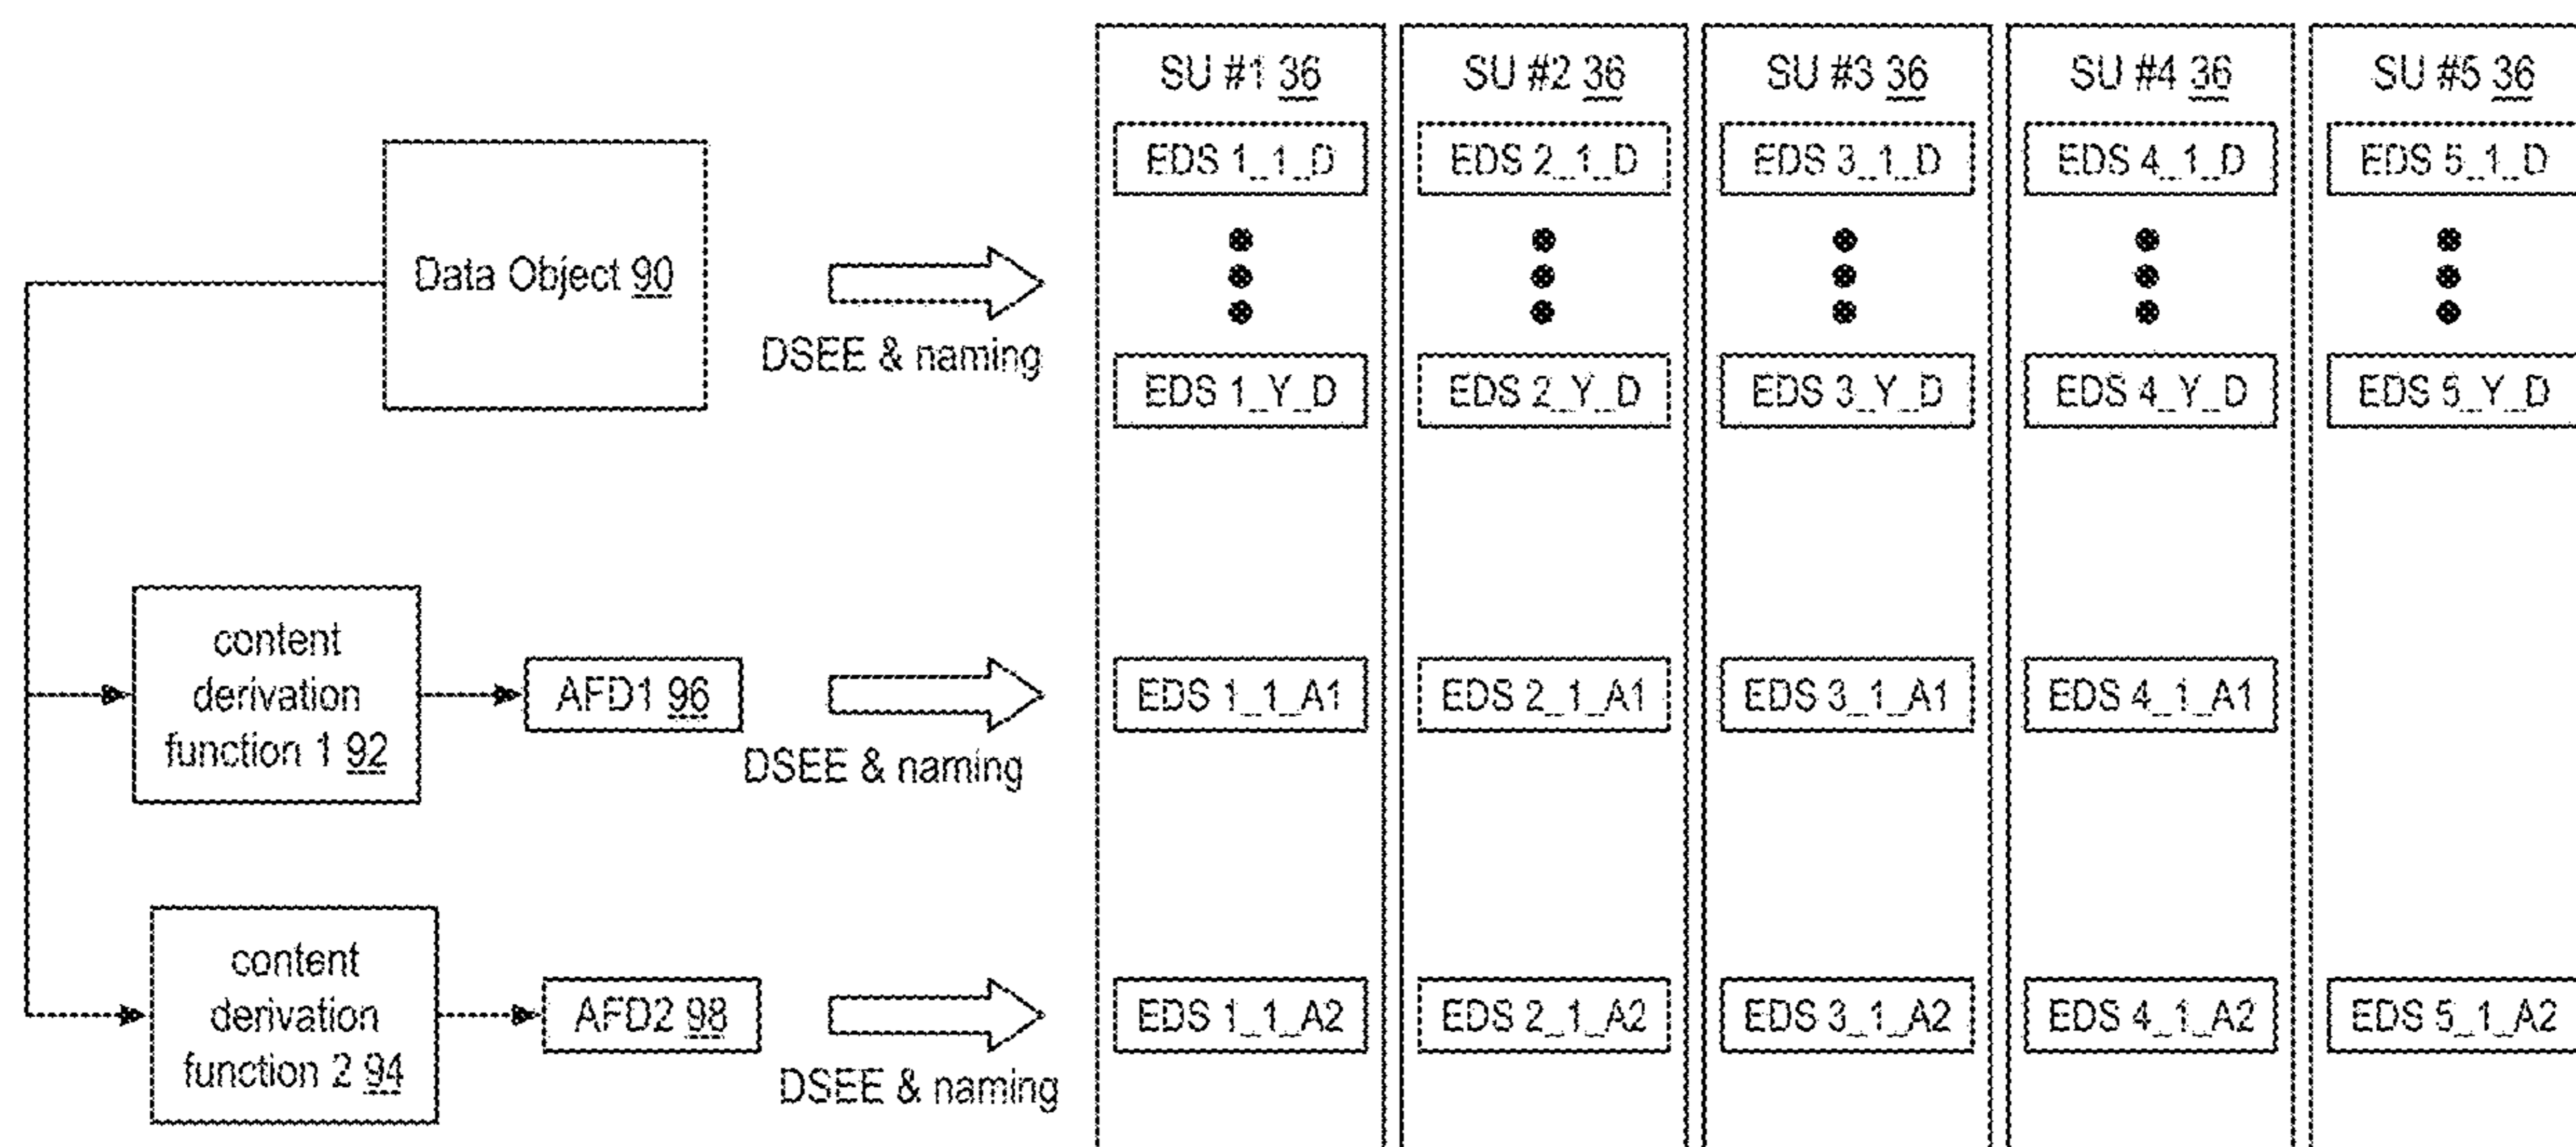 SU #1 36
SU #2 36
SU #3 36
SU #4 36
SU #5 36
EDS 1_1_D
EDS 2_1_D
EDS 3_1_D
EDS 4_1_D
EDS 5_1_D
Data Object 90
DSEE & naming
EDS 1_Y_D
EDS 2_Y_D
EDS 3_Y_D
EDS 4_Y_D
EDS 5_Y_D
content
derivation
function 1 92
AFD1 96
DSEE & naming
EDS 1_1_A1
EDS 2_1_A1
EDS 3_1_A1
EDS 4_1_A1
content
derivation
function 2 94
AFD2 98
DSEE & naming
EDS 1_1_A2
EDS 2_1_A2
EDS 3_1_A2
EDS 4_1_A2
EDS 5_1_A2